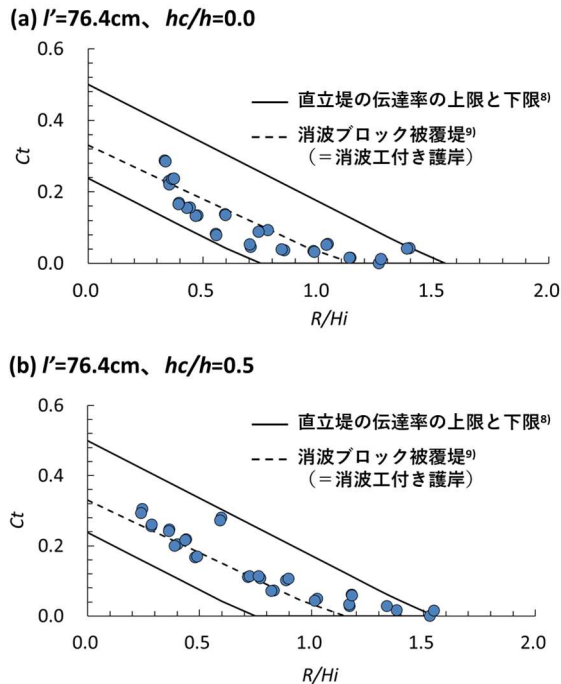 (a) l’=76.4cm、hc/h=0.0
0.6
0.4
0.2
0.0
Ct
直立堤の伝達率の上限と下限8)
消波ブロック被覆堤9)
（＝消波工付き護岸）
0.0 0.5 1.0 1.5 2.0
R/Hi
(b) l’=76.4cm、hc/h=0.5
0.6
0.4
0.2
0.0
Ct
直立堤の伝達率の上限と下限8)
消波ブロック被覆堤9)
（＝消波工付き護岸）
0.0 0.5 1.0 1.5 2.0
R/Hi